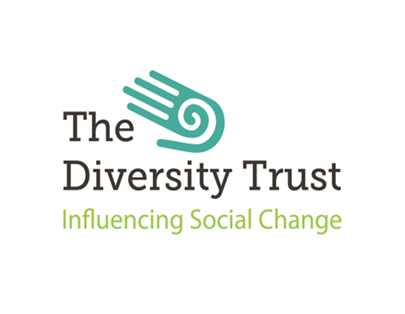 The
Diversity Trust
Influencing Social Change